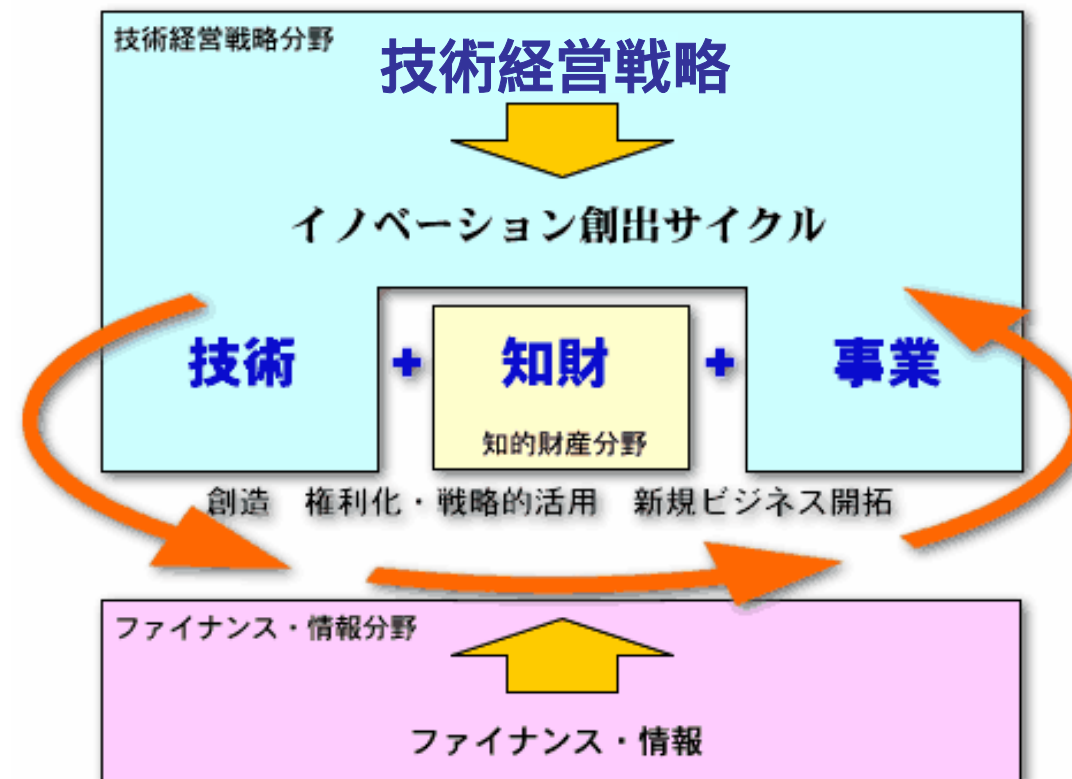 技術経営戦略分野
技術経営戦略
イノベーション創出サイクル
技術 + 知財 + 事業
知的財産分野
創造 権利化・戦略的活用 新規ビジネス開拓
ファイナンス・情報分野
ファイナンス・情報